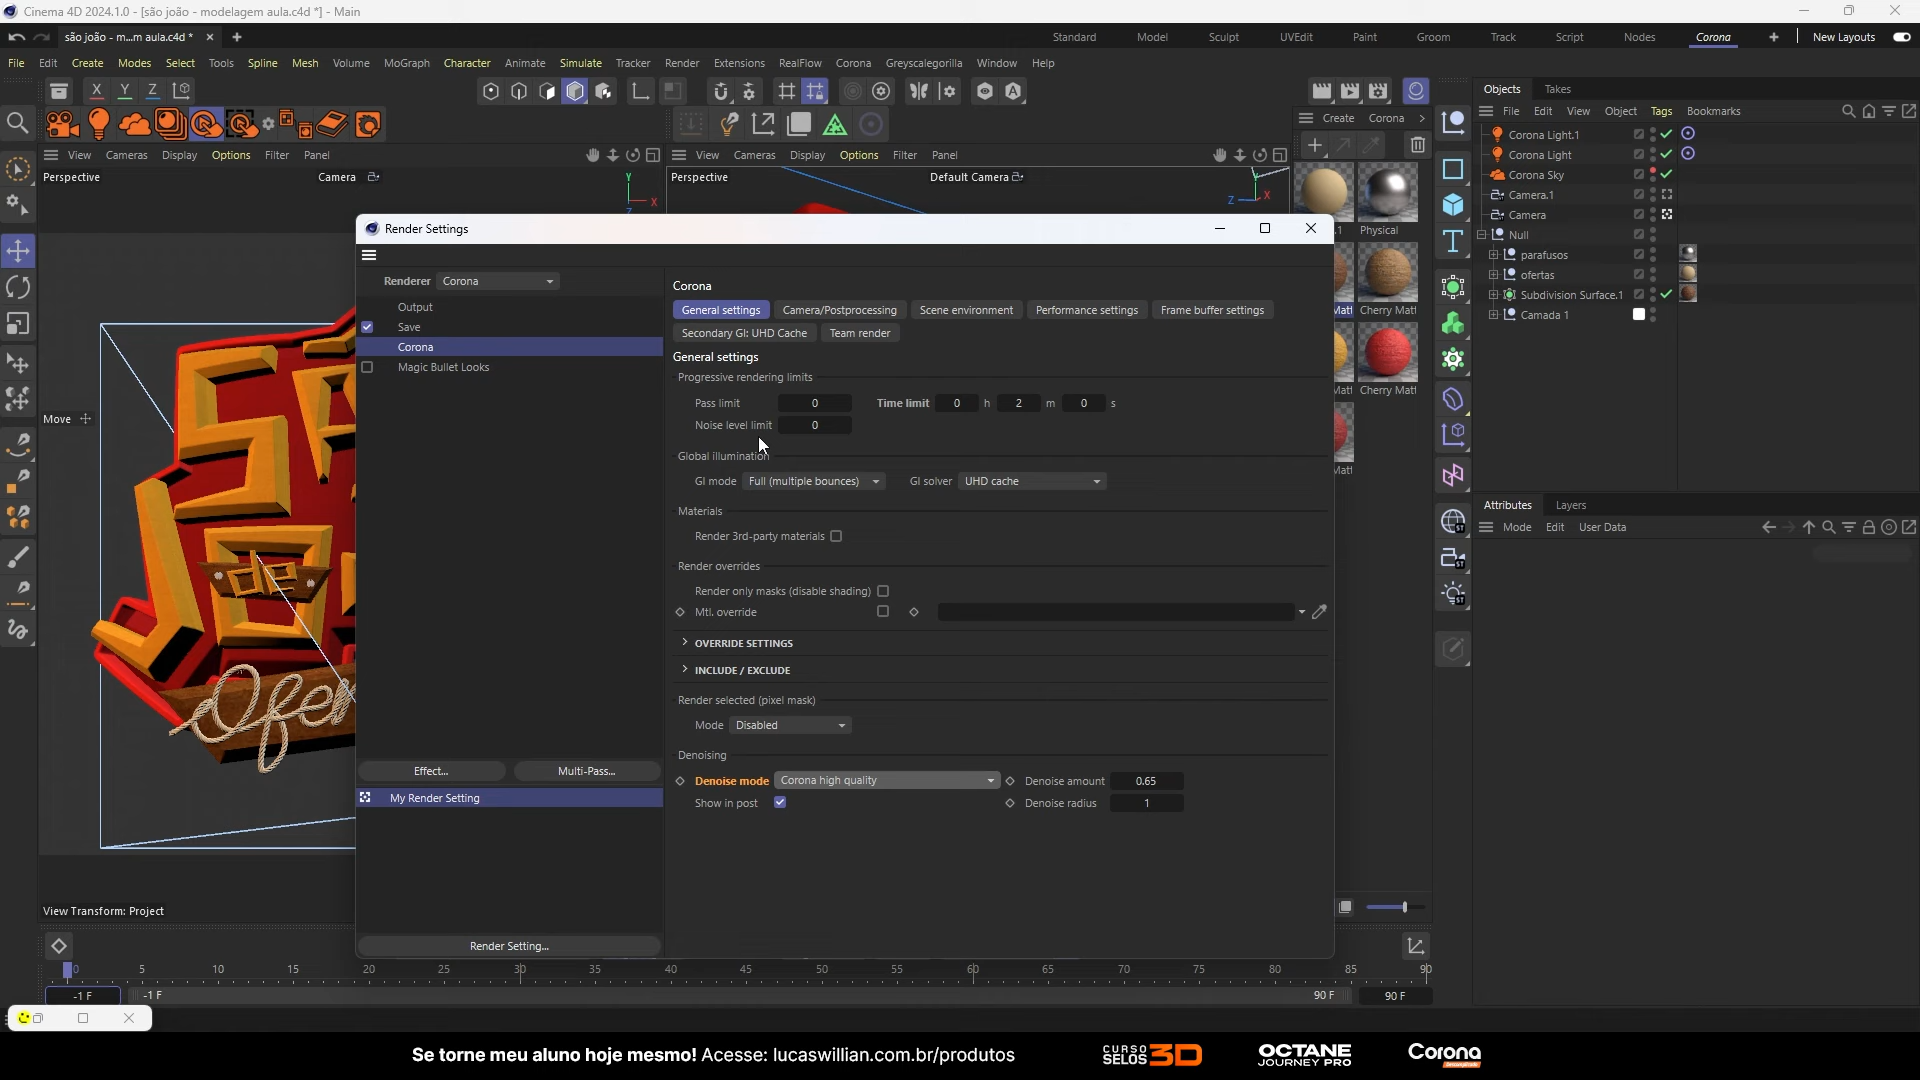 Cinema 4D 2024.1.0 - [são joão - modelagem aula.c4d *] - Main
são joão - m...m aula.c4d *
Standard Model Sculpt UVEdit Paint Groom Track Script Nodes Corona New Layouts
File Edit Create Modes Select Tools Spline Mesh Volume MoGraph Character Animate Simulate Tracker Render Extensions RealFlow Corona Greyscalegorilla Window Help
Objects Takes
File Edit View Object Tags Bookmarks
Create Corona
View Cameras Display Options Filter Panel
View Cameras Display Options Filter Panel
Perspective Camera
Perspective Default Camera
Y
X
Z
X
Y
Z
X
Corona Light.1
Corona Light
Corona Sky
Camera.1
Camera
Null
parafusos
ofertas
Subdivision Surface.1
Camada 1
.1 Physical
Matl Cherry Matl
Matl Cherry Matl
Matl
Move
Render Settings
Renderer Corona
Output
Save
Corona
Magic Bullet Looks
Effect...
Multi-Pass...
My Render Setting
Render Setting...
Corona
General settings Camera/Postprocessing Scene environment Performance settings Frame buffer settings
Secondary GI: UHD Cache Team render
General settings
Progressive rendering limits
Pass limit 0 Time limit 0 h 2 m 0 s
Noise level limit 0
Global illumination
GI mode Full (multiple bounces) GI solver UHD cache
Materials
Render 3rd-party materials
Render overrides
Render only masks (disable shading)
Mtl. override
OVERRIDE SETTINGS
INCLUDE / EXCLUDE
Render selected (pixel mask)
Mode Disabled
Denoising
Denoise mode Corona high quality Denoise amount 0.65
Show in post Denoise radius 1
Attributes Layers
Mode Edit User Data
View Transform: Project
0 5 10 15 20 25 30 35 40 45 50 55 60 65 70 75 80 85 90
-1 F -1 F 90 F 90 F
Se torne meu aluno hoje mesmo! Acesse: lucaswillian.com.br/produtos
CURSO SELOS 3D
OCTANE JOURNEY PRO
Corona